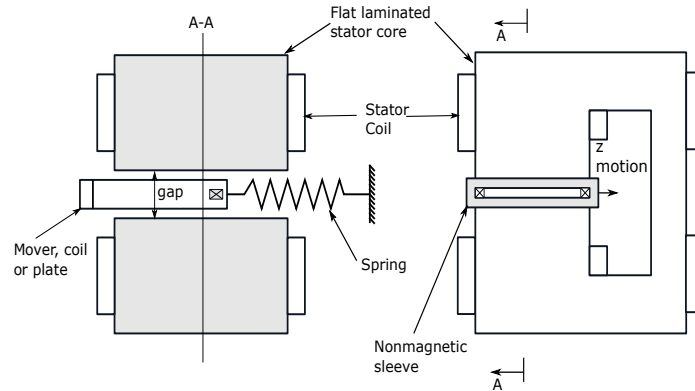 A-A
Flat laminated
stator core
A
Stator
Coil
z
motion
gap
Mover, coil
or plate
Spring
Nonmagnetic
sleeve
A